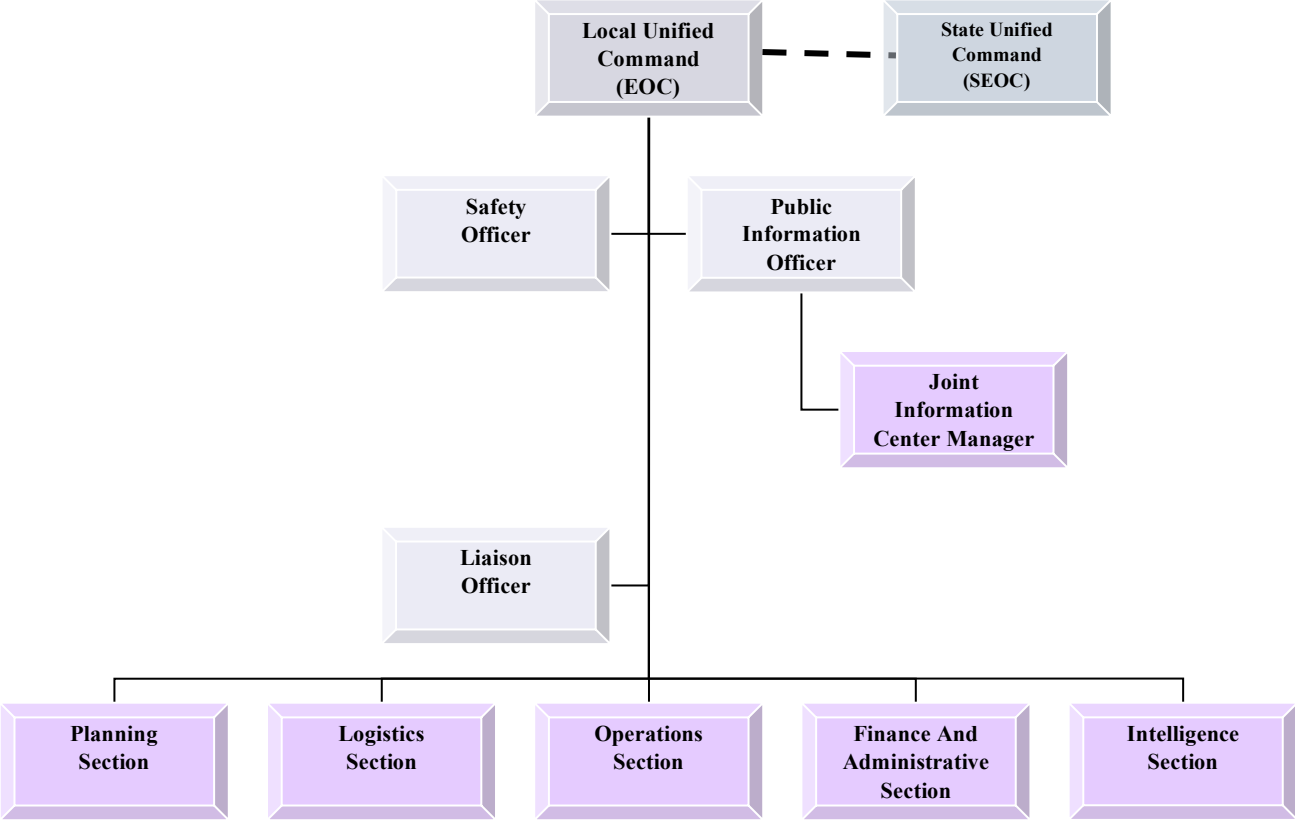 Local Unified
Command
(EOC)
State Unified
Command
(SEOC)
Safety
Officer
Public
Information
Officer
Joint
Information
Center Manager
Liaison
Officer
Planning
Section
Logistics
Section
Operations
Section
Finance And
Administrative
Section
Intelligence
Section